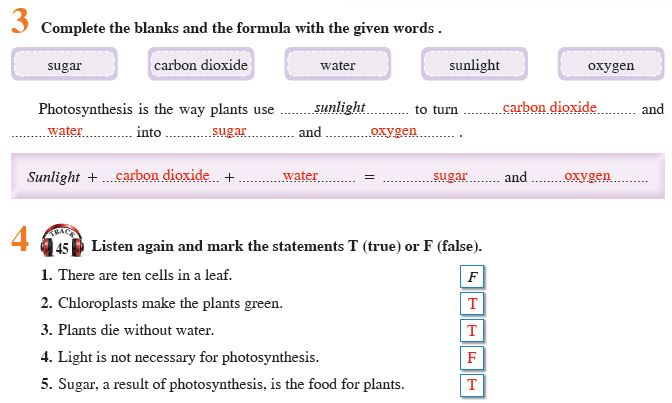 3 Complete the blanks and the formula with the given words .
sugar carbon dioxide water sunlight oxygen
Photosynthesis is the way plants use .........sunlight........... to turn ..........carbon dioxide.......... and
..........water............ into ............sugar............. and ............oxygen.......... .
Sunlight + ...carbon dioxide... + ............water.......... = .............sugar........ and ........oxygen..........
4 TRACK 45 Listen again and mark the statements T (true) or F (false).
1. There are ten cells in a leaf. F
2. Chloroplasts make the plants green. T
3. Plants die without water. T
4. Light is not necessary for photosynthesis. F
5. Sugar, a result of photosynthesis, is the food for plants. T